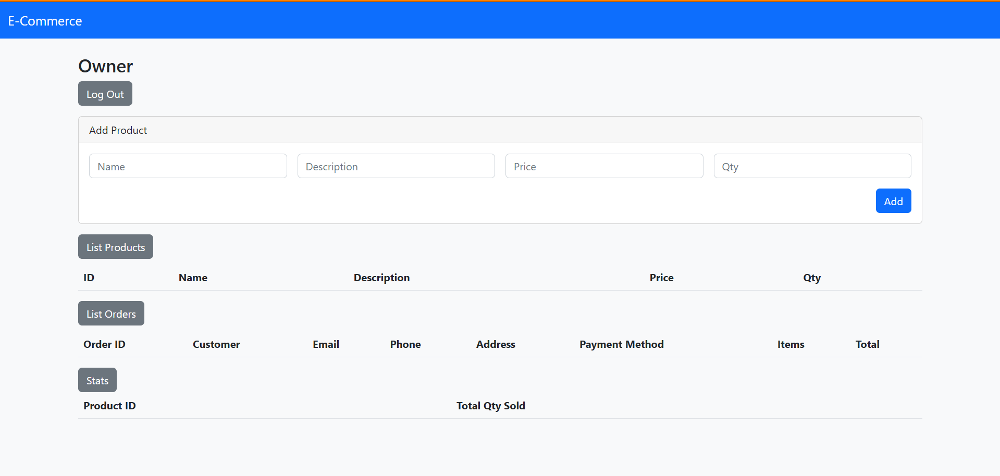 E-Commerce
Owner
Log Out
Add Product
Name Description Price Qty
Add
List Products
ID Name Description Price Qty
List Orders
Order ID Customer Email Phone Address Payment Method Items Total
Stats
Product ID Total Qty Sold